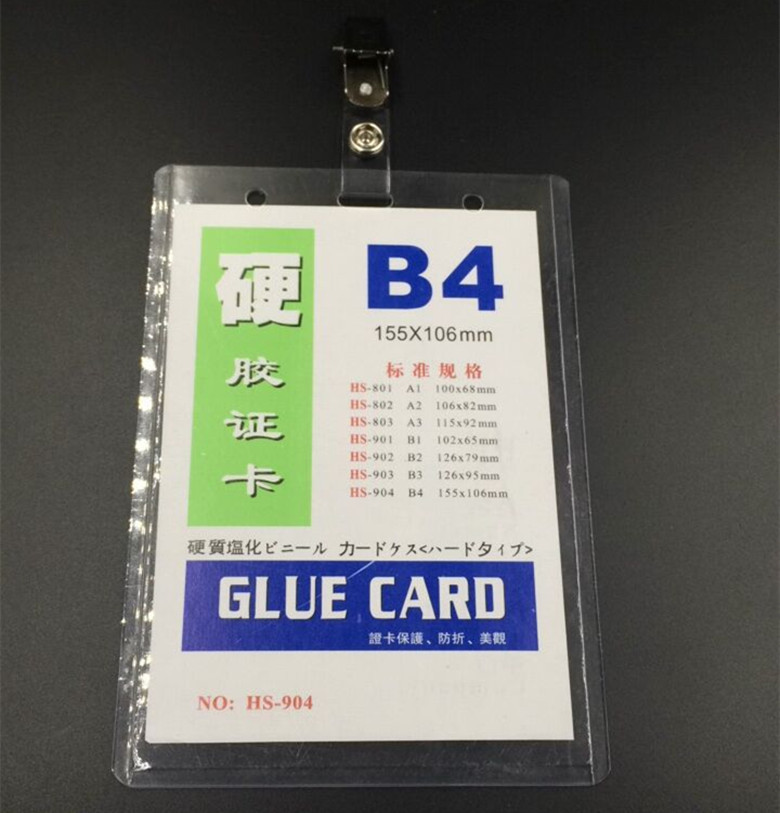 硬
胶
证
卡
B4
155X106mm
标准规格
HS-801 A1 100x68mm
HS-802 A2 106x82mm
HS-803 A3 115x92mm
HS-901 B1 102x65mm
HS-902 B2 126x79mm
HS-903 B3 126x95mm
HS-904 B4 155x106mm
硬質塩化ビニール カードケス<ハードタイプ>
GLUE CARD
證卡保護、防折、美觀
NO: HS-904